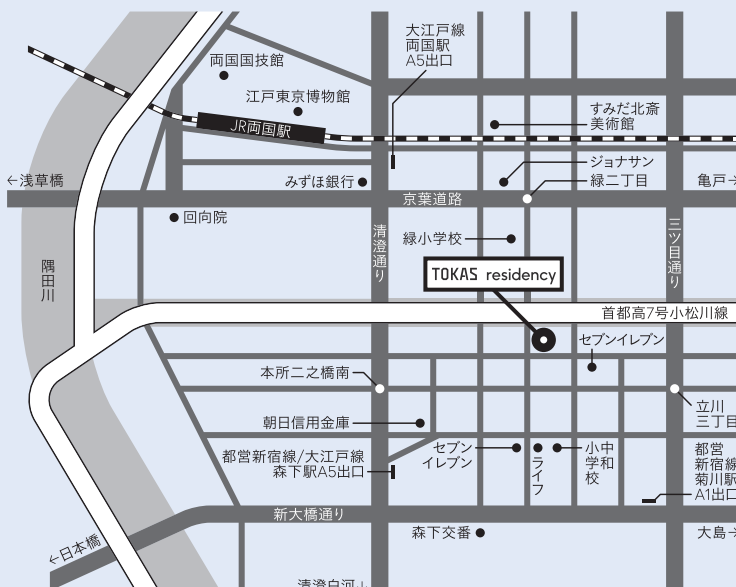 大江戸線
両国駅
A5出口
両国国技館
江戸東京博物館
すみだ北斎
美術館
JR両国駅
ジョナサン
←浅草橋
みずほ銀行
緑二丁目
亀戸→
京葉道路
回向院
清澄通り
緑小学校
三ツ目通り
隅田川
TOKAS residency
首都高7号小松川線
セブンイレブン
本所二之橋南
立川
三丁目
朝日信用金庫
都営新宿線/大江戸線
森下駅A5出口
セブン
イレブン
ライフ
小中
学和
校
都営
新宿線
菊川駅
A1出口
新大橋通り
森下交番
大島→
←日本橋
清澄白河↓